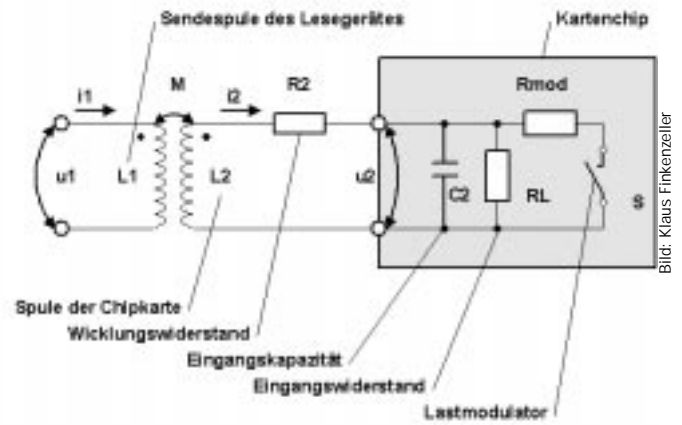 Sendespule des Lesegerätes
Kartenchip
M
i1
i2
R2
Rmod
u1
L1
L2
u2
C2
RL
S
Spule der Chipkarte
Wicklungswiderstand
Eingangskapazität
Eingangswiderstand
Lastmodulator
Bild: Klaus Finkenzeller